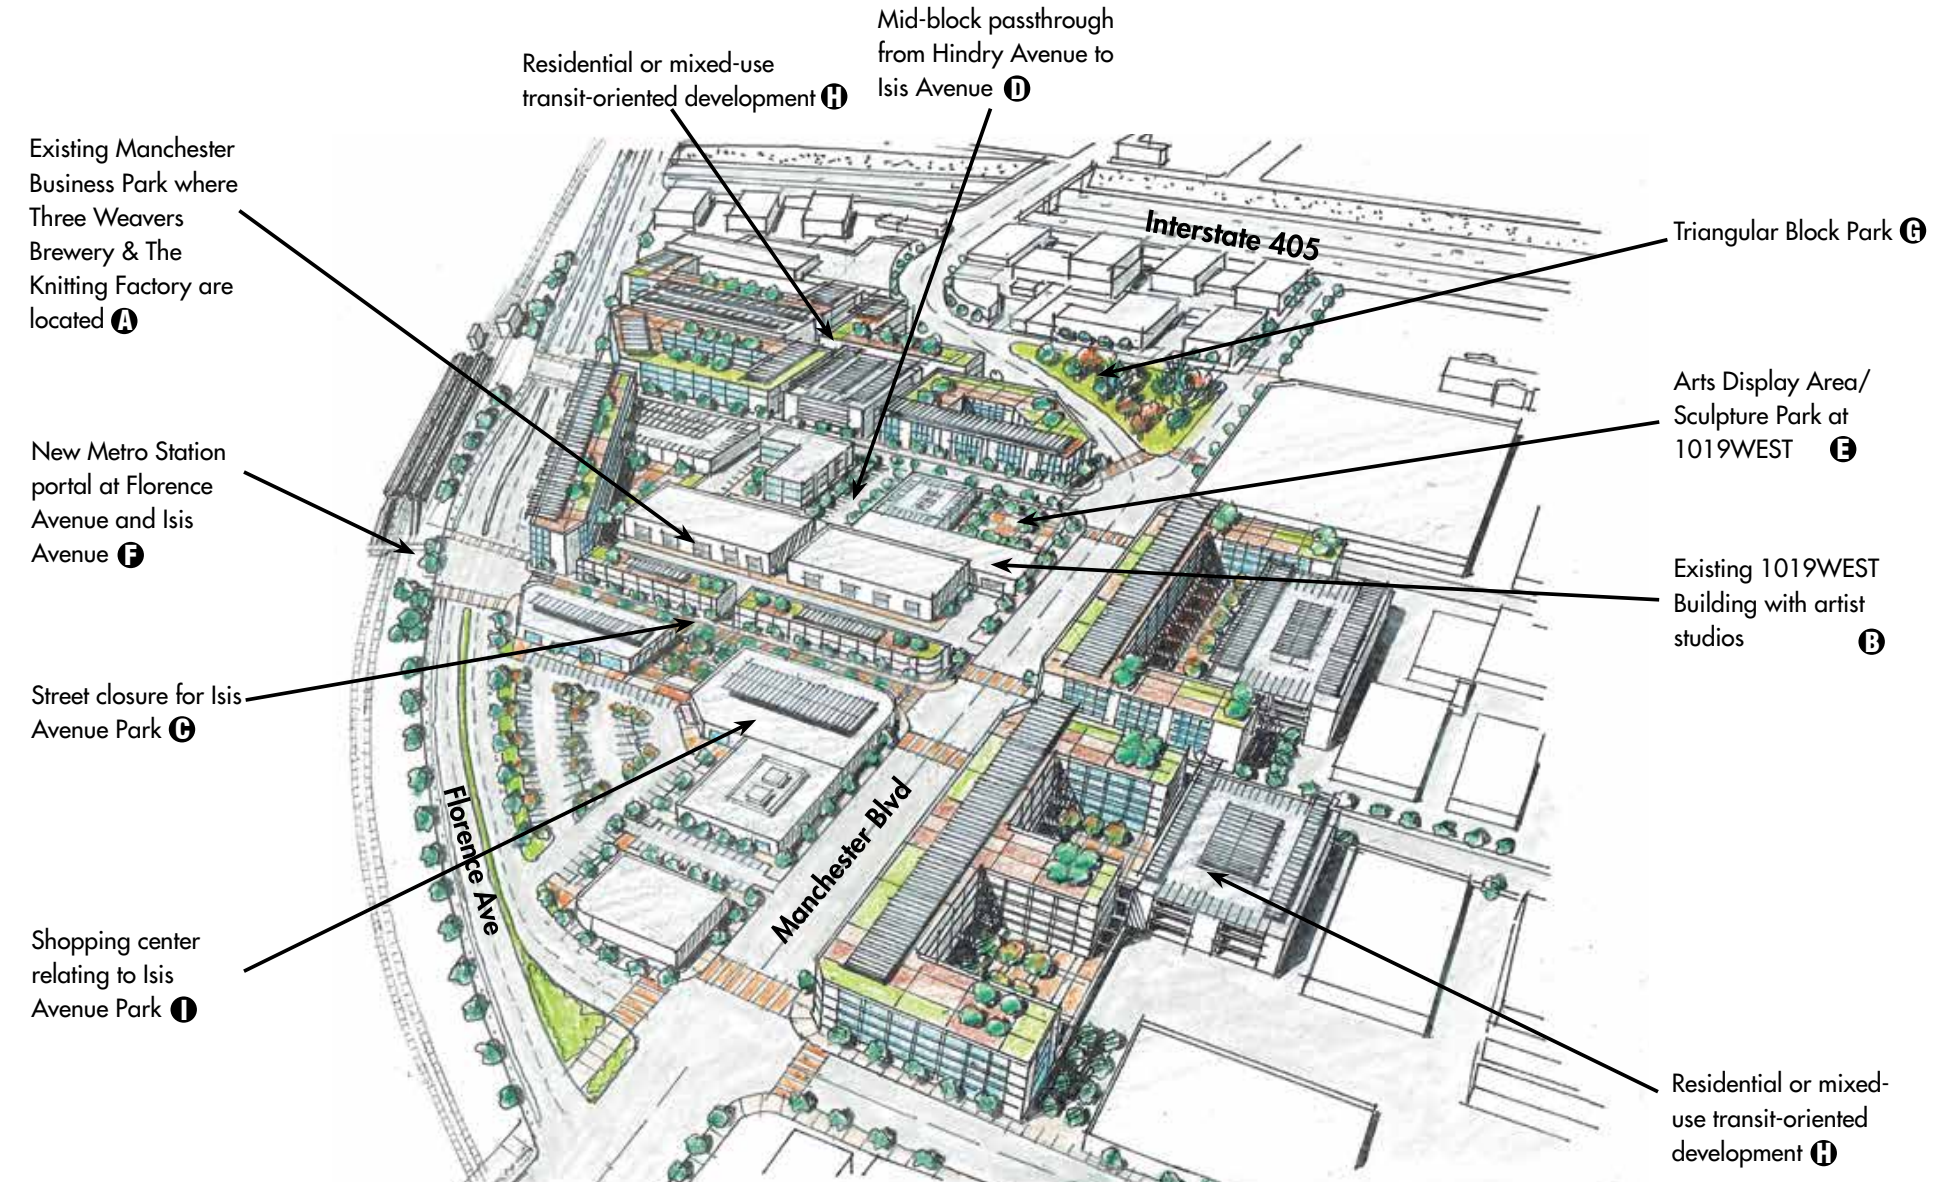 Mid-block passthrough
from Hindry Avenue to
Isis Avenue D
Residential or mixed-use
transit-oriented development H
Existing Manchester
Business Park where
Three Weavers
Brewery & The
Knitting Factory are
located A
Interstate 405
Triangular Block Park G
Arts Display Area/
Sculpture Park at
1019WEST E
New Metro Station
portal at Florence
Avenue and Isis
Avenue F
Existing 1019WEST
Building with artist
studios B
Street closure for Isis
Avenue Park C
Florence Ave
Manchester Blvd
Shopping center
relating to Isis
Avenue Park I
Residential or mixed-
use transit-oriented
development H